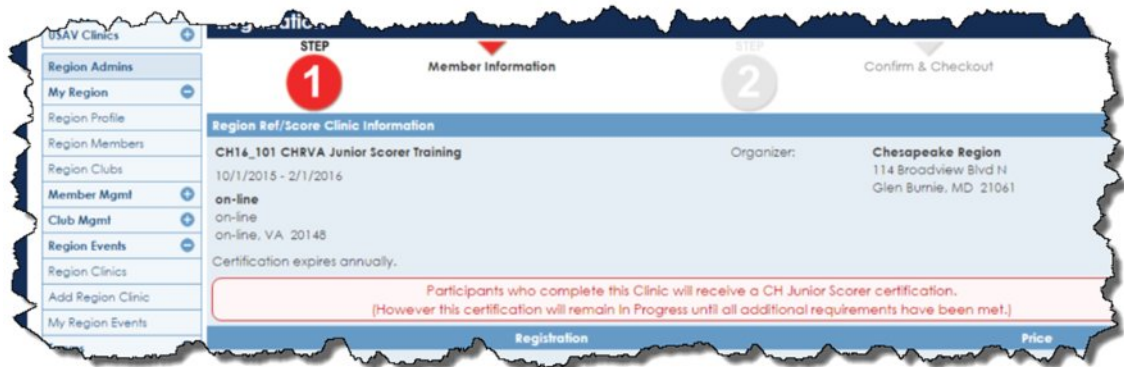 USAV Clinics
Region Admins
My Region
Region Profile
Region Members
Region Clubs
Member Mgmt
Club Mgmt
Region Events
Region Clinics
Add Region Clinic
My Region Events
Registration
STEP
1
Member Information
STEP
2
Confirm & Checkout
Region Ref/Score Clinic Information
CH16_101 CHRVA Junior Scorer Training
10/1/2015 - 2/1/2016
on-line
on-line
on-line, VA 20148
Certification expires annually.
Organizer:
Chesapeake Region
114 Broadview Blvd N
Glen Burnie, MD 21061
Participants who complete this Clinic will receive a CH Junior Scorer certification.
(However this certification will remain In Progress until all additional requirements have been met.)
Registration Price